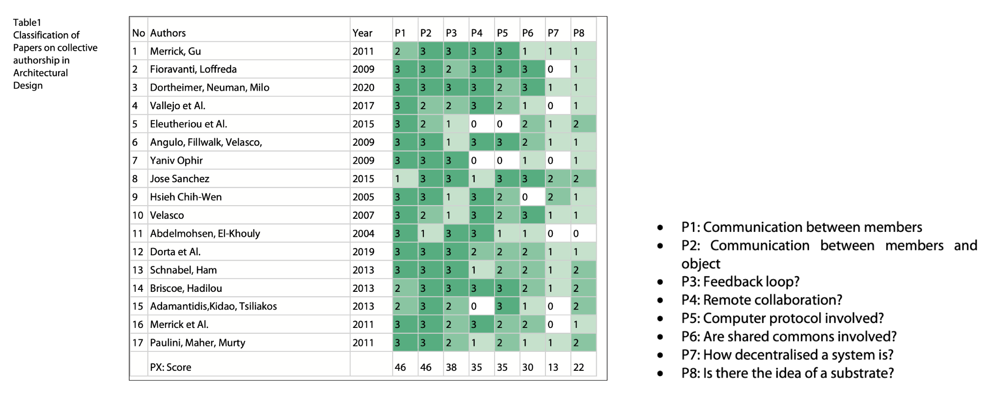 Table1
Classification of
Papers on collective
authorship in
Architectural
Design
No Authors Year P1 P2 P3 P4 P5 P6 P7 P8
1 Merrick, Gu 2011 2 3 3 3 3 1 1 1
2 Fioravanti, Loffreda 2009 3 3 2 3 3 3 0 1
3 Dortheimer, Neuman, Milo 2020 3 3 3 3 2 3 1 1
4 Vallejo et Al. 2017 3 2 2 3 2 1 0 1
5 Eleutheriou et Al. 2015 3 2 1 0 0 2 1 2
6 Angulo, Fillwalk, Velasco, 2009 3 3 1 3 3 2 1 1
7 Yaniv Ophir 2009 3 3 3 0 0 1 0 1
8 Jose Sanchez 2015 1 3 3 1 3 3 2 2
9 Hsieh Chih-Wen 2005 3 3 1 3 2 0 2 1
10 Velasco 2007 3 2 1 3 2 3 1 1
11 Abdelmohsen, El-Khouly 2004 3 1 3 3 1 1 0 0
12 Dorta et Al. 2019 3 3 3 2 2 2 1 1
13 Schnabel, Ham 2013 3 3 3 1 2 2 1 2
14 Briscoe, Hadilou 2013 2 3 3 3 3 2 1 2
15 Adamantidis,Kidao, Tsiliakos 2013 2 3 2 0 3 1 0 2
16 Merrick et Al. 2011 3 3 2 3 2 2 0 1
17 Paulini, Maher, Murty 2011 3 3 2 1 2 1 1 2
PX: Score 46 46 38 35 35 30 13 22
• P1: Communication between members
• P2: Communication between members and
object
• P3: Feedback loop?
• P4: Remote collaboration?
• P5: Computer protocol involved?
• P6: Are shared commons involved?
• P7: How decentralised a system is?
• P8: Is there the idea of a substrate?